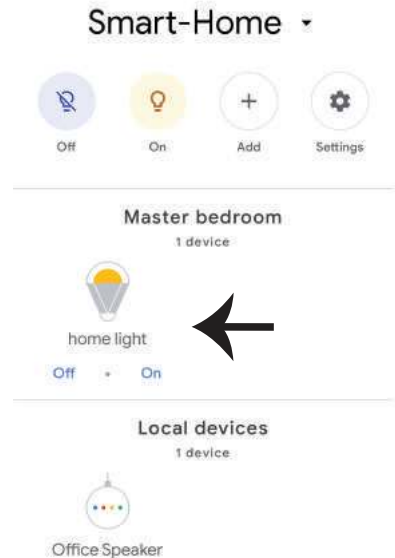 Smart-Home
Off On Add Settings
Master bedroom
1 device
home light
Off • On
Local devices
1 device
Office Speaker